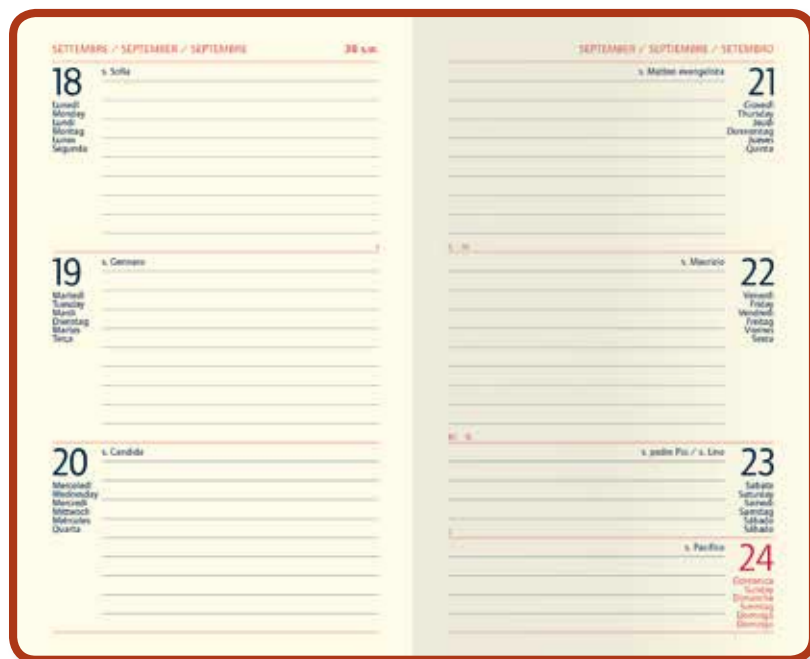 SETTEMBRE / SEPTEMBER / SEPTEMBRE 38 s.w.
18 s. Sofia
Lunedì
Monday
Lundi
Montag
Lunes
Segunda
19 s. Gennaro
Martedì
Tuesday
Mardi
Dienstag
Martes
Terça
20 s. Candida
Mercoledì
Wednesday
Mercredi
Mittwoch
Miércoles
Quarta
SEPTEMBER / SEPTIEMBRE / SETEMBRO
s. Matteo evangelista 21
Giovedì
Thursday
Jeudi
Donnerstag
Jueves
Quinta
s. Maurizio 22
Venerdì
Friday
Vendredi
Freitag
Viernes
Sexta
s. padre Pio / s. Lino 23
Sabato
Saturday
Samedi
Samstag
Sábado
Sábado
s. Pacifico 24
Domenica
Sunday
Dimanche
Sonntag
Domingo
Domingo